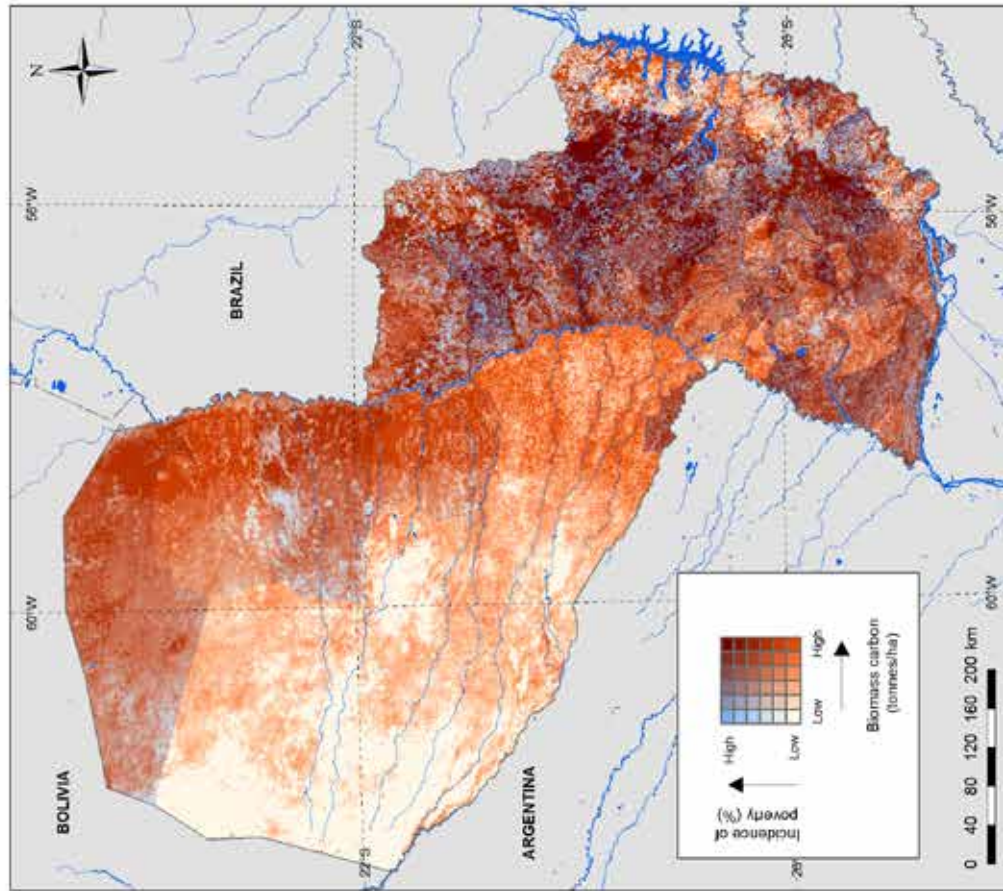 N
56°W
22°S
26°S
BRAZIL
60°W
BOLIVIA
ARGENTINA
22°S
26°
56°W
60°W
Incidence of
poverty (%)
High
Low
Low
High
Biomass carbon
(tonnes/ha)
0 40 80 120 160 200 km